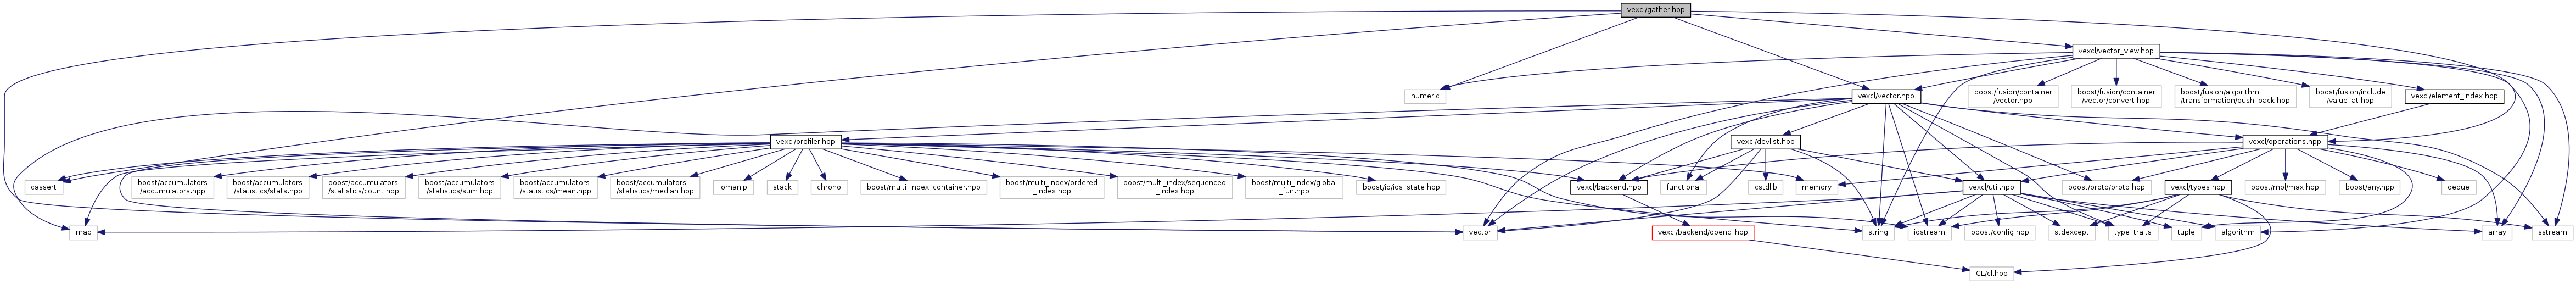 vexcl/gather.hpp
vexcl/vector_view.hpp
numeric
vexcl/vector.hpp
boost/fusion/container
/vector.hpp
boost/fusion/container
/vector/convert.hpp
boost/fusion/algorithm
/transformation/push_back.hpp
boost/fusion/include
/value_at.hpp
vexcl/element_index.hpp
vexcl/profiler.hpp
vexcl/devlist.hpp
vexcl/operations.hpp
cassert
boost/accumulators
/accumulators.hpp
boost/accumulators
/statistics/stats.hpp
boost/accumulators
/statistics/count.hpp
boost/accumulators
/statistics/sum.hpp
boost/accumulators
/statistics/mean.hpp
boost/accumulators
/statistics/median.hpp
iomanip
stack
chrono
boost/multi_index_container.hpp
boost/multi_index/ordered
_index.hpp
boost/multi_index/sequenced
_index.hpp
boost/multi_index/global
_fun.hpp
boost/io/ios_state.hpp
vexcl/backend.hpp
functional
cstdlib
memory
vexcl/util.hpp
boost/proto/proto.hpp
vexcl/types.hpp
boost/mpl/max.hpp
boost/any.hpp
deque
map
vector
vexcl/backend/opencl.hpp
string
iostream
boost/config.hpp
stdexcept
type_traits
tuple
algorithm
array
sstream
CL/cl.hpp